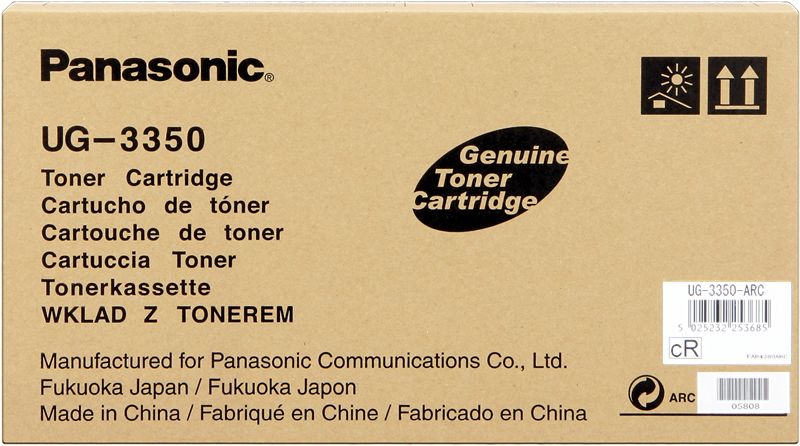 Panasonic®
UG-3350
Toner Cartridge
Cartucho de tóner
Cartouche de toner
Cartuccia Toner
Tonerkassette
WKLAD Z TONEREM
Genuine
Toner
Cartridge
Manufactured for Panasonic Communications Co., Ltd.
Fukuoka Japan / Fukuoka Japon
Made in China / Fabriqué en Chine / Fabricado en China
UG-3350-ARC
5 025232 253685
cR
ARC
05808